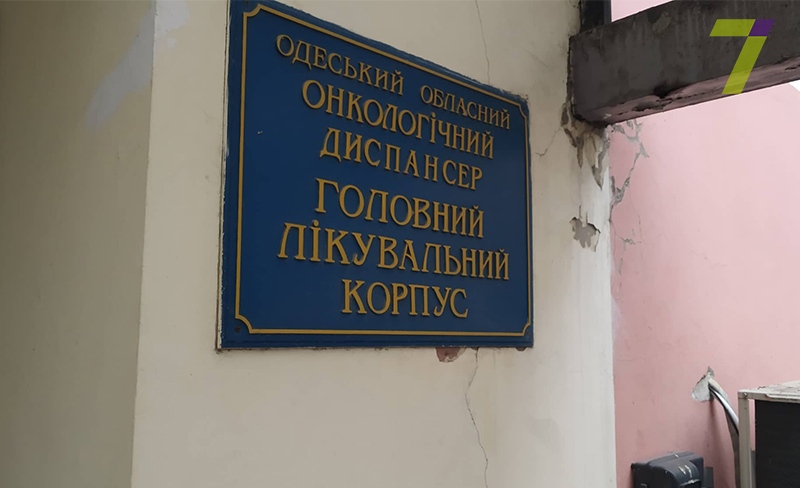 ОДЕСЬКИЙ ОБЛАСНИЙ
ОНКОЛОГІЧНИЙ
ДИСПАНСЕР
ГОЛОВНИЙ
ЛІКУВАЛЬНИЙ
КОРПУС
7